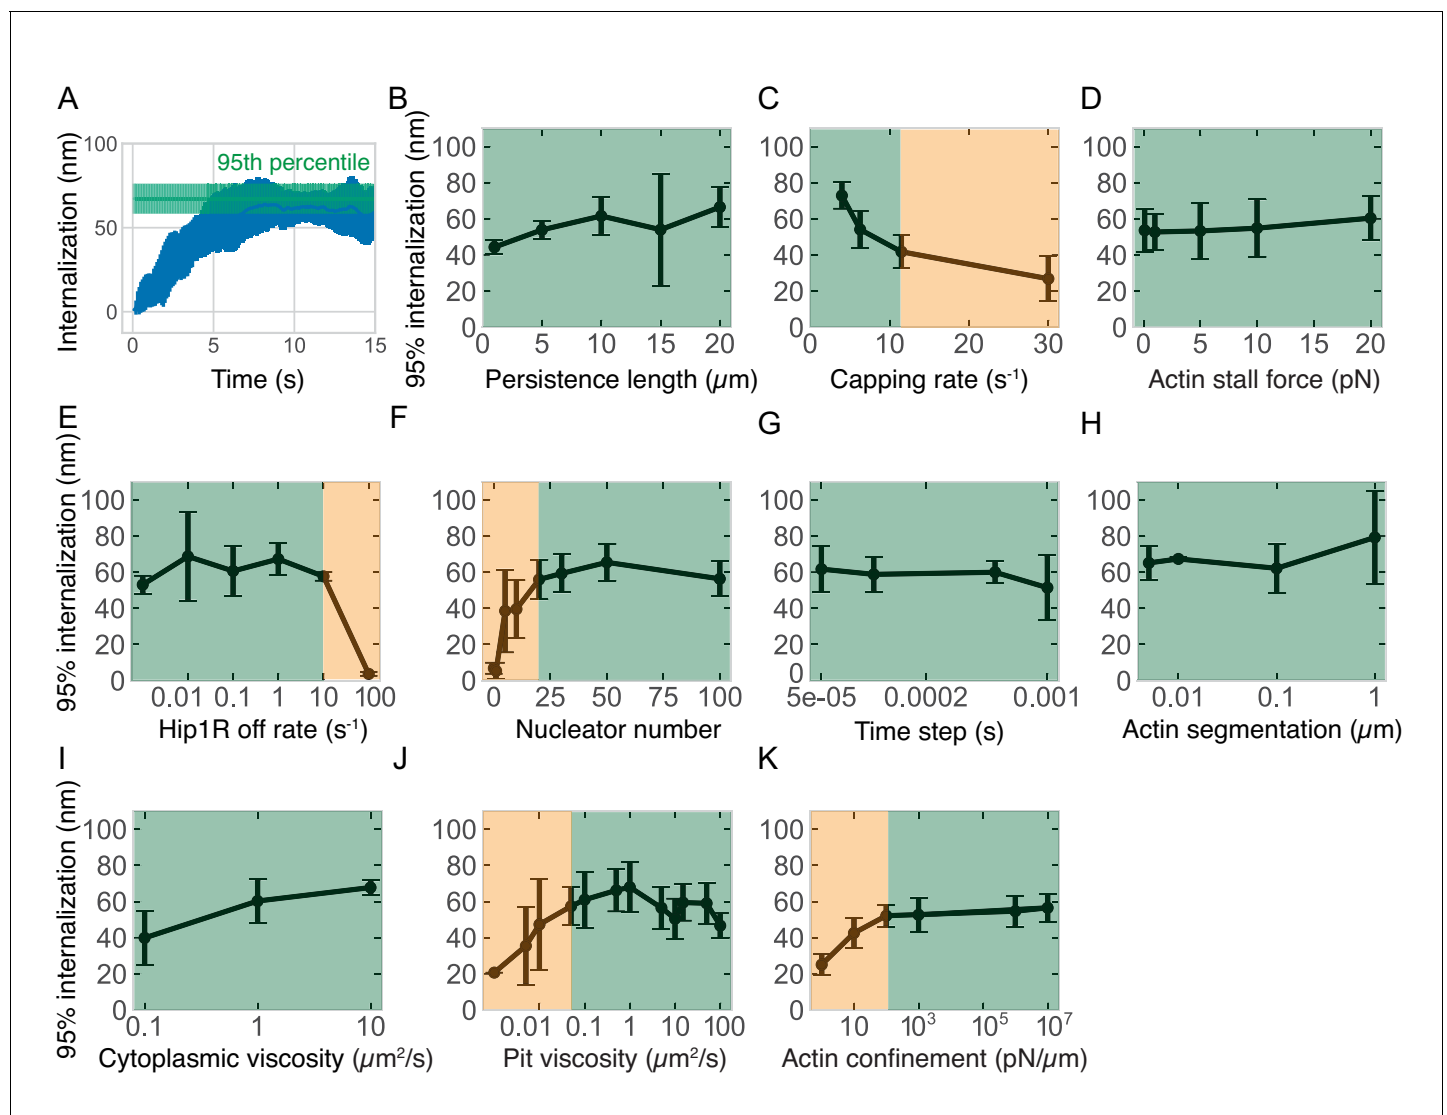 A
B
C
D
Internalization (nm)
100
50
0
95th percentile
0 5 10 15
Time (s)
95% internalization (nm)
100
80
60
40
20
0
0 5 10 15 20
Persistence length (µm)
100
80
60
40
20
0
0 10 20 30
Capping rate (s-1)
100
80
60
40
20
0
0 5 10 15 20
Actin stall force (pN)
E
F
G
H
95% internalization (nm)
100
80
60
40
20
0
0.01 0.1 1 10 100
Hip1R off rate (s-1)
100
80
60
40
20
0
0 25 50 75 100
Nucleator number
100
80
60
40
20
0
5e-05 0.0002 0.001
Time step (s)
100
80
60
40
20
0
0.01 0.1 1
Actin segmentation (µm)
I
J
K
95% internalization (nm)
100
80
60
40
20
0
0.1 1 10
Cytoplasmic viscosity (µm2/s)
100
80
60
40
20
0
0.01 0.1 1 10 100
Pit viscosity (µm2/s)
100
80
60
40
20
0
10 10³ 10⁵ 10⁷
Actin confinement (pN/µm)